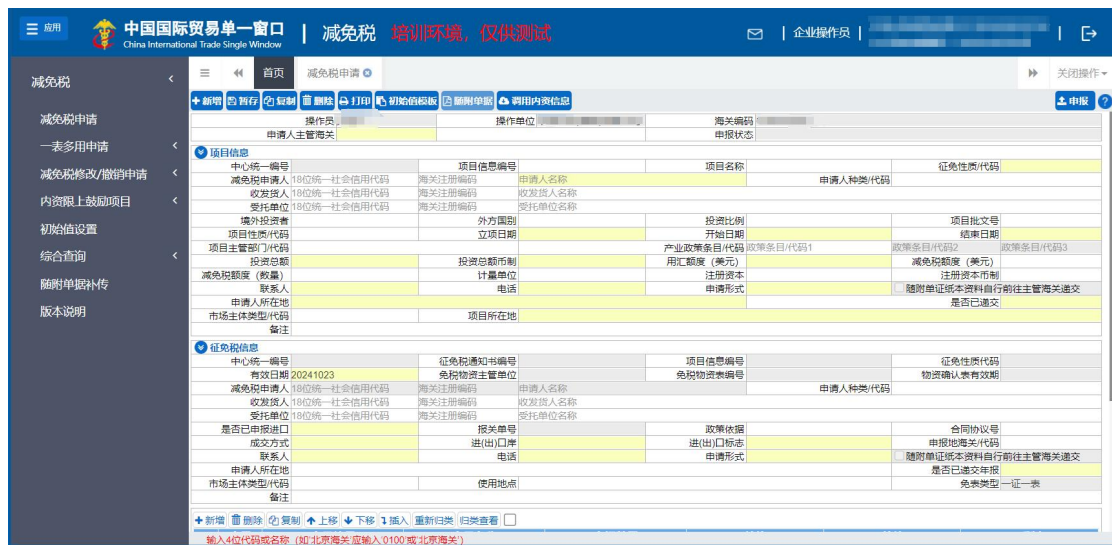 应用 中国国际贸易单一窗口 | 减免税 培训环境，仅供测试 | 企业操作员 |
China International Trade Single Window
减免税
减免税申请
一表多用申请
减免税修改/撤销申请
内资限上鼓励项目
初始值设置
综合查询
随附单据补传
版本说明
首页 减免税申请 关闭操作
新增 暂存 复制 删除 打印 初始值模板 随附单据 调用内资信息 申报
操作员 操作单位 海关编码
申请人主管海关 申报状态
项目信息
中心统一编号 项目信息编号 项目名称 征免性质/代码
减免税申请人 18位统一社会信用代码 海关注册编码 申请人名称 申请人种类/代码
收发货人 18位统一社会信用代码 海关注册编码 收发货人名称
受托单位 18位统一社会信用代码 海关注册编码 受托单位名称
境外投资者 外方国别 投资比例 项目批文号
项目性质/代码 立项日期 开始日期 结束日期
项目主管部门/代码 产业政策条目/代码 政策条目/代码1 政策条目/代码2 政策条目/代码3
投资总额 投资总额币制 用汇额度（美元） 减免税额度（美元）
减免税额度（数量） 计量单位 注册资本 注册资本币制
联系人 电话 申请形式 随附单证纸本资料自行前往主管海关递交
申请人所在地 是否已递交
市场主体类型/代码 项目所在地
备注
征免税信息
中心统一编号 征免税通知书编号 项目信息编号 征免性质代码
有效日期 20241023 免税物资主管单位 免税物资表编号 物资确认表有效期
减免税申请人 18位统一社会信用代码 海关注册编码 申请人名称 申请人种类/代码
收发货人 18位统一社会信用代码 海关注册编码 收发货人名称
受托单位 18位统一社会信用代码 海关注册编码 受托单位名称
是否已申报进口 报关单号 政策依据 合同协议号
成交方式 进(出)口岸 进(出)口标志 申报地海关/代码
联系人 电话 申请形式 随附单证纸本资料自行前往主管海关递交
申请人所在地 是否已递交年报
市场主体类型/代码 使用地点 免表类型 一证一表
备注
新增 删除 复制 上移 下移 插入 重新归类 归类查看
输入4位代码或名称（如'北京海关'应输入'0100'或'北京海关'）